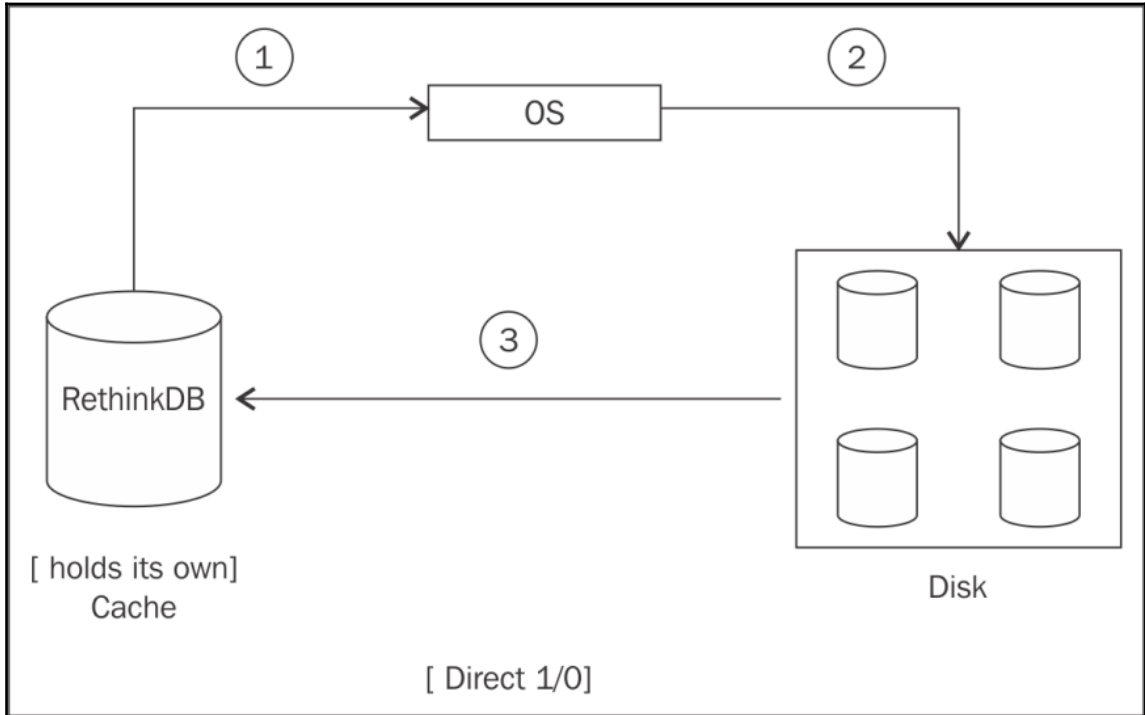 1
2
OS
3
RethinkDB
[ holds its own]
Cache
Disk
[ Direct 1/0]